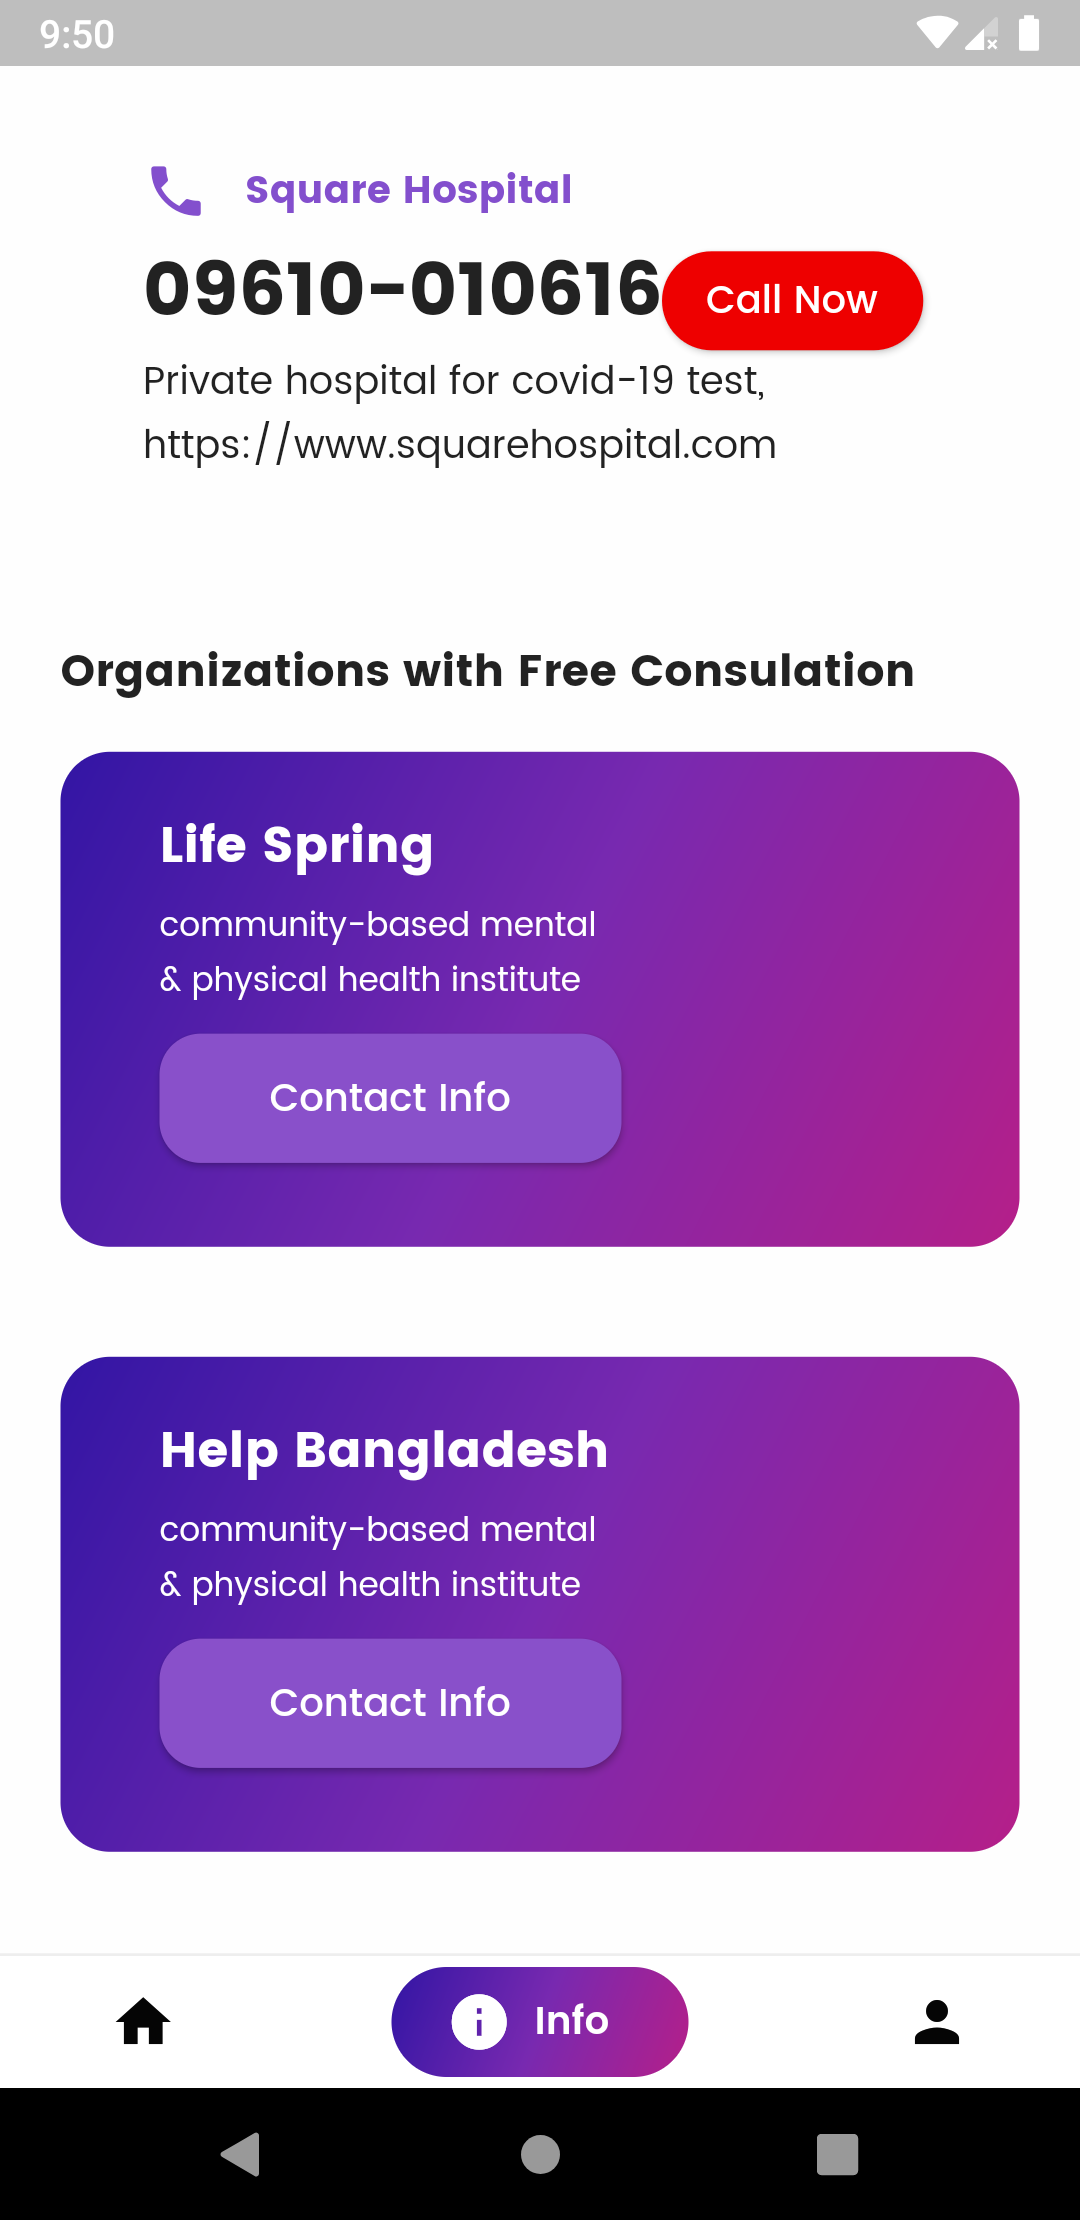 9:50
Square Hospital
09610-010616
Call Now
Private hospital for covid-19 test,
https://www.squarehospital.com
Organizations with Free Consulation
Life Spring
community-based mental
& physical health institute
Contact Info
Help Bangladesh
community-based mental
& physical health institute
Contact Info
Info